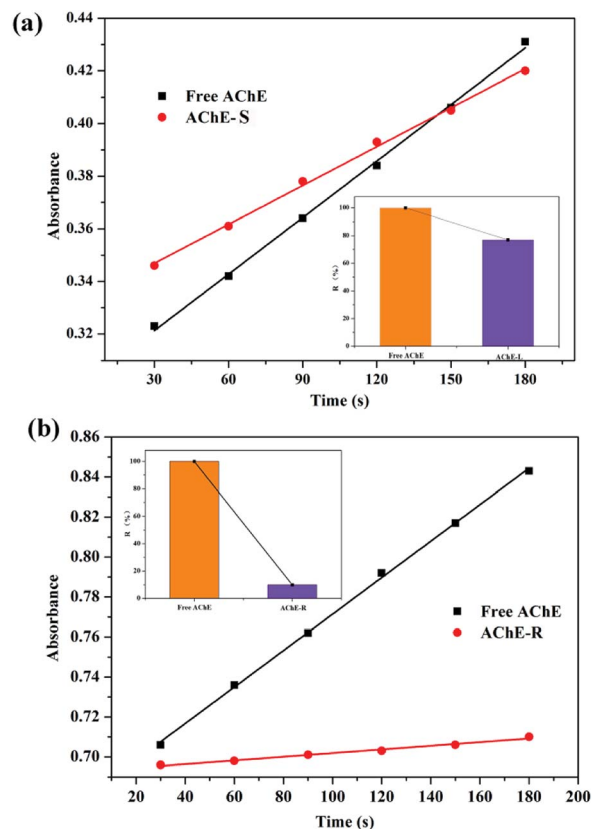 (a)
0.44
0.42
0.40
0.38
0.36
0.34
0.32
Absorbance
Free AChE
AChE-S
100
80
60
40
20
0
R (%)
Free AChE AChE-L
30 60 90 120 150 180
Time (s)
(b)
0.86
0.84
0.82
0.80
0.78
0.76
0.74
0.72
0.70
Absorbance
100
80
60
40
20
0
R (%)
Free AChE AChE-R
Free AChE
AChE-R
20 40 60 80 100 120 140 160 180 200
Time (s)